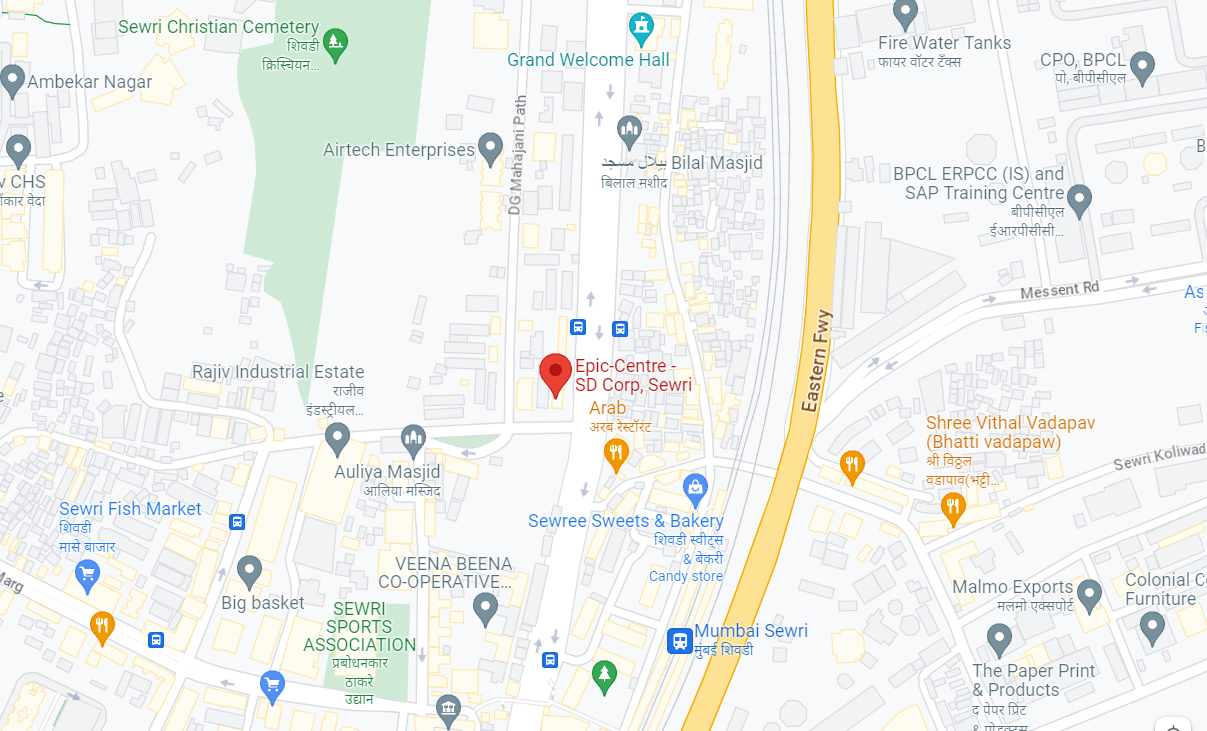 Sewri Christian Cemetery
शिवडी
क्रिस्चियन...
Grand Welcome Hall
Fire Water Tanks
फायर वॉटर टॅक्स
CPO, BPCL
पो, बीपीसीएल
Ambekar Nagar
Airtech Enterprises
DG Mahajani Path
بیلال مسجد Bilal Masjid
बिलाल मशीद
B
v CHS
ओंकार वेदा
BPCL ERPCC (IS) and
SAP Training Centre
बीपीसीएल
ईआरपीसीसी...
Messent Rd
As
Eastern Fwy
Rajiv Industrial Estate
राजीव
इंडस्ट्रीयल...
Epic-Centre -
SD Corp, Sewri
Arab
अरब रेस्टॉरंट
Shree Vithal Vadapav
(Bhatti vadapaw)
श्री विठ्ठल
वडापाव(भट्टी...
Sewri Koliwad
Auliya Masjid
आलिया मस्जिद
Sewri Fish Market
शिवडी
मासे बाजार
Sewree Sweets & Bakery
शिवडी स्वीट्स
& बेकरी
Candy store
VEENA BEENA
CO-OPERATIVE...
Marg
Big basket
SEWRI
SPORTS
ASSOCIATION
प्रबोधनकार
ठाकरे
उद्यान
Mumbai Sewri
मुंबई शिवडी
Malmo Exports
मलमो एक्सपोर्ट
Colonial Co
Furniture
The Paper Print
& Products
द पेपर प्रिंट
& प्रोडक्ट्स